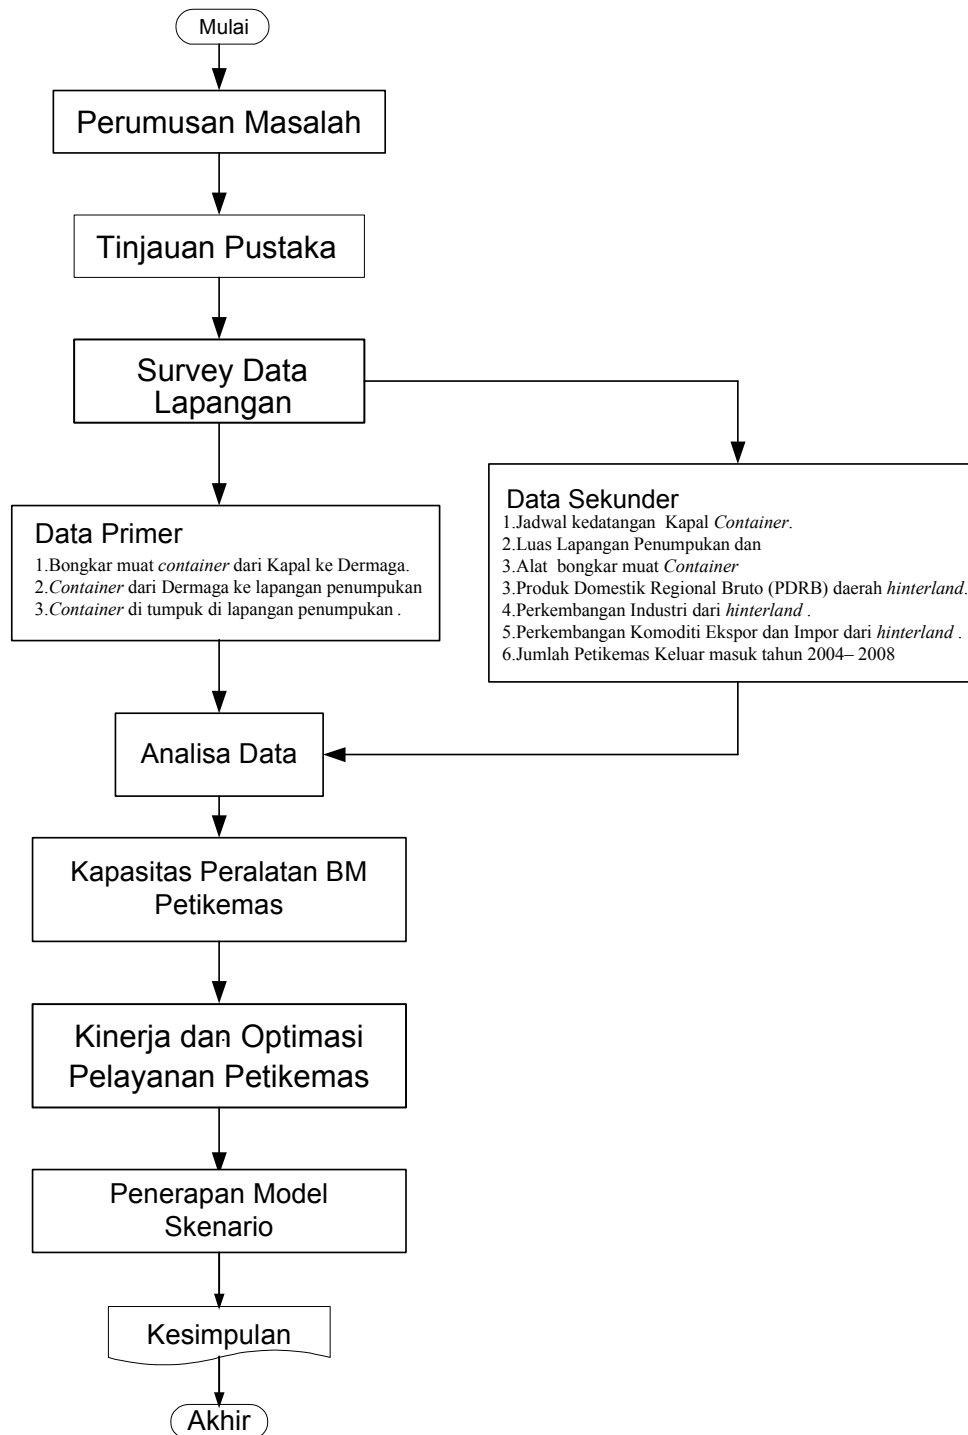 Mulai
Perumusan Masalah
Tinjauan Pustaka
Survey Data
Lapangan
Data Primer
1.Bongkar muat container dari Kapal ke Dermaga.
2.Container dari Dermaga ke lapangan penumpukan
3.Container di tumpuk di lapangan penumpukan .
Data Sekunder
1.Jadwal kedatangan Kapal Container.
2.Luas Lapangan Penumpukan dan
3.Alat bongkar muat Container
3.Produk Domestik Regional Bruto (PDRB) daerah hinterland.
4.Perkembangan Industri dari hinterland .
5.Perkembangan Komoditi Ekspor dan Impor dari hinterland .
6.Jumlah Petikemas Keluar masuk tahun 2004– 2008
Analisa Data
Kapasitas Peralatan BM
Petikemas
Kinerja dan Optimasi
Pelayanan Petikemas
Penerapan Model
Skenario
Kesimpulan
Akhir